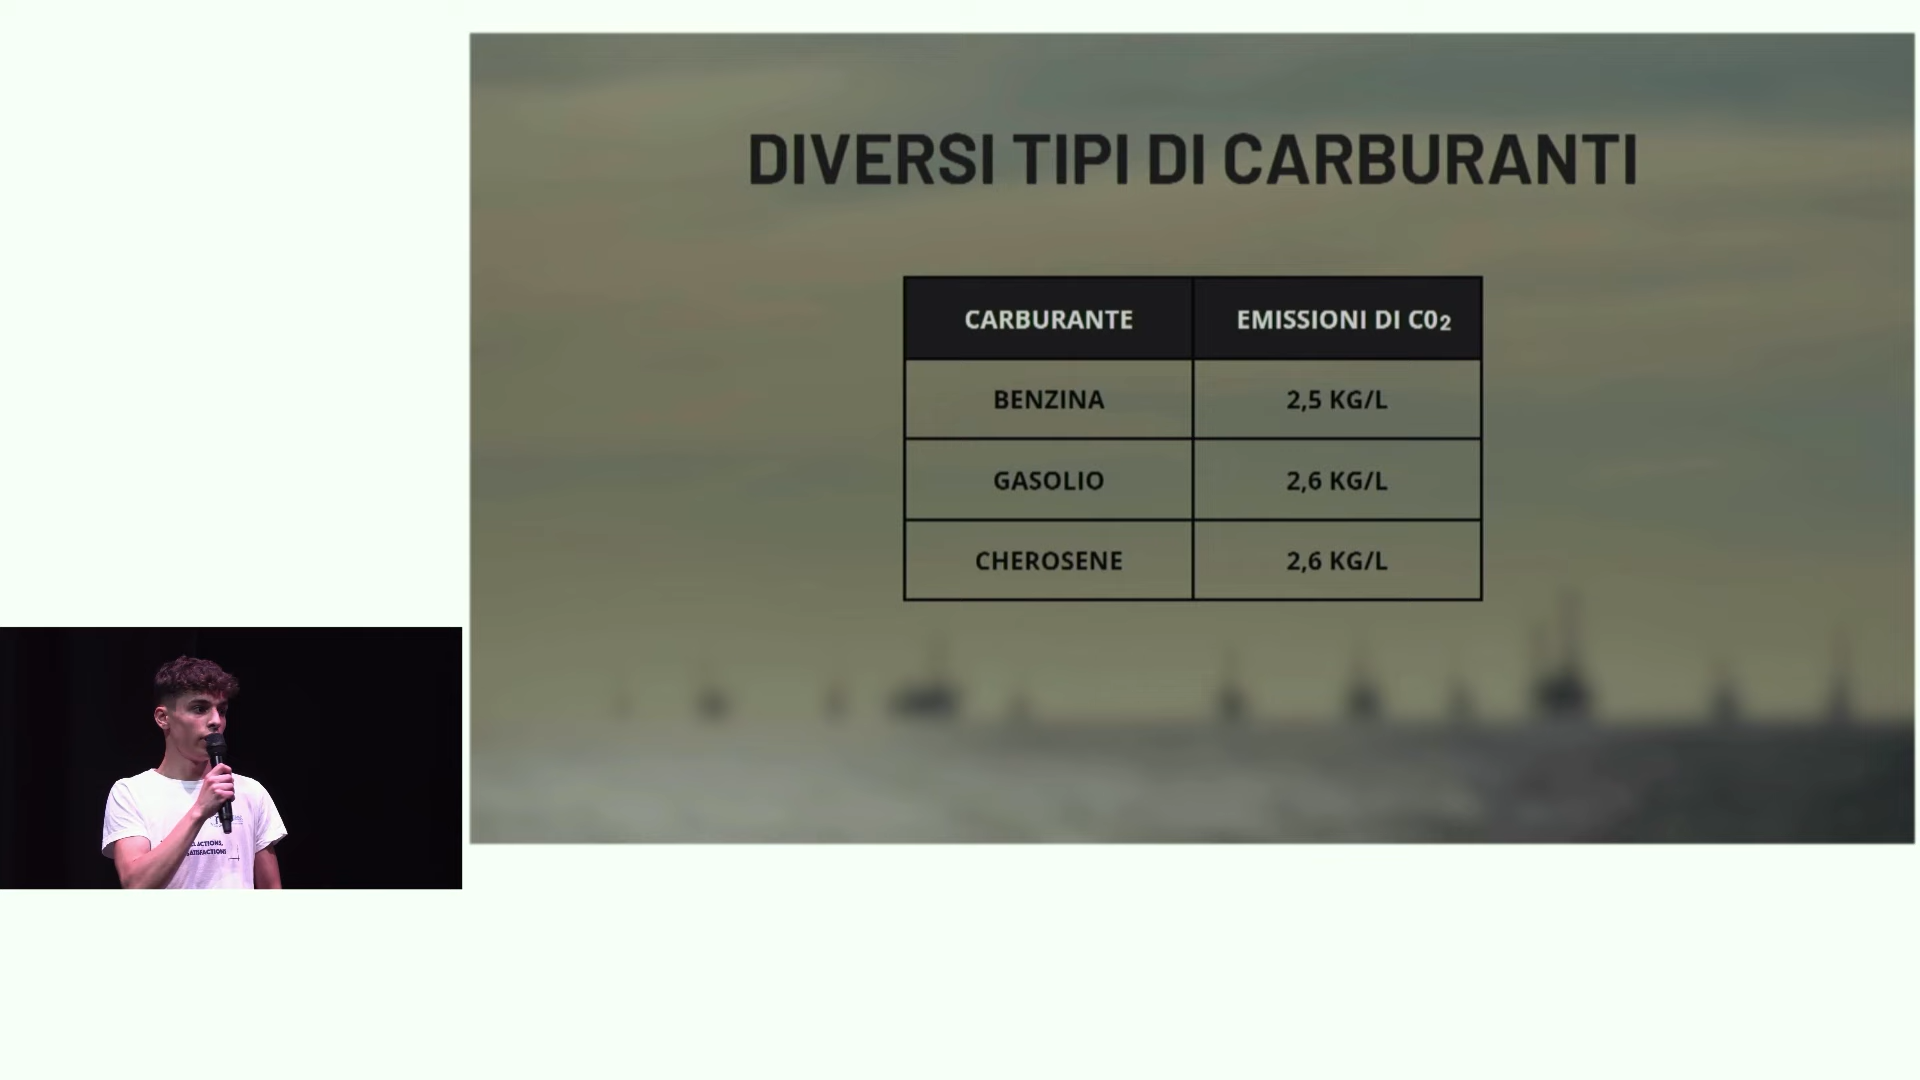 DIVERSI TIPI DI CARBURANTI
CARBURANTE EMISSIONI DI C02
BENZINA 2,5 KG/L
GASOLIO 2,6 KG/L
CHEROSENE 2,6 KG/L
ACTIONS,